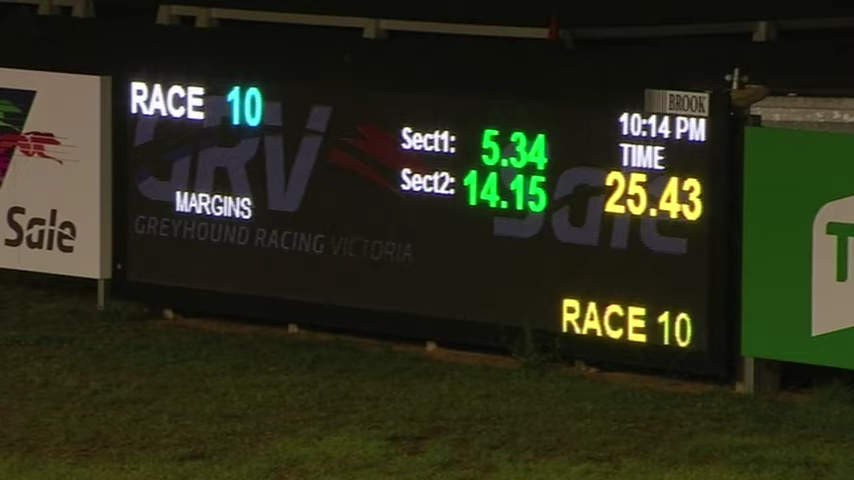 BROOK
RACE 10
10:14 PM
Sect1: 5.34
TIME
Sect2: 14.15
25.43
GRV
Sale
MARGINS
GREYHOUND RACING VICTORIA
Sale
RACE 10
T